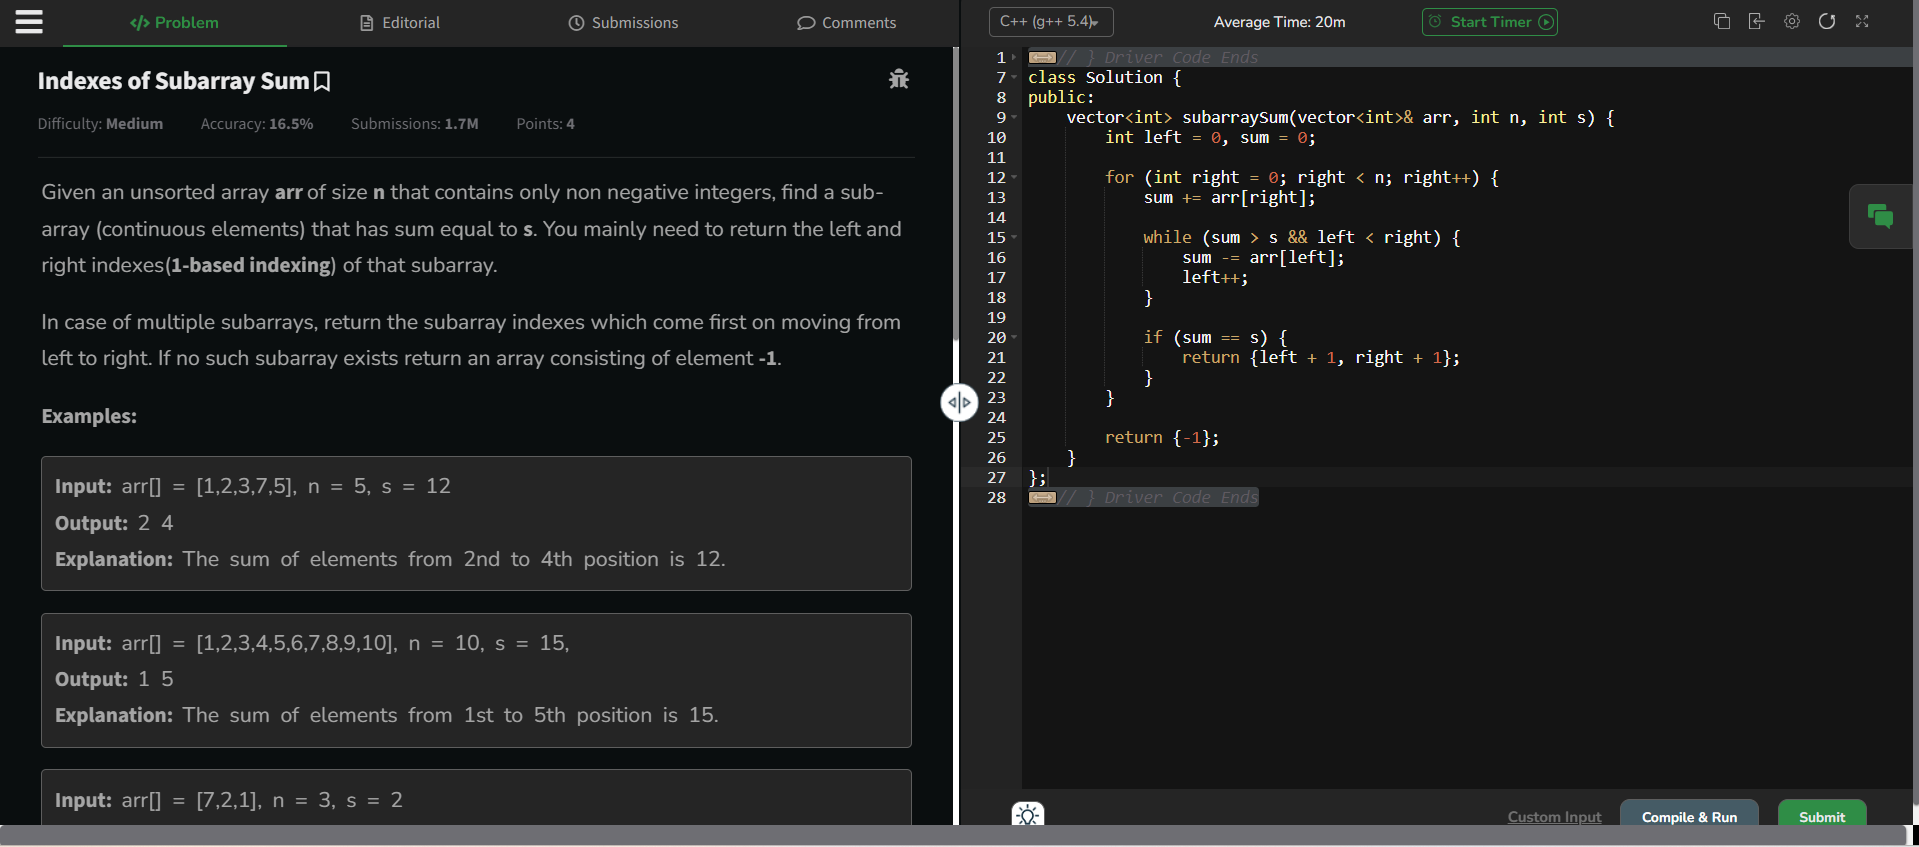 </> Problem
Editorial
Submissions
Comments
Indexes of Subarray Sum
Difficulty: Medium Accuracy: 16.5% Submissions: 1.7M Points: 4
Given an unsorted array arr of size n that contains only non negative integers, find a sub-
array (continuous elements) that has sum equal to s. You mainly need to return the left and
right indexes(1-based indexing) of that subarray.
In case of multiple subarrays, return the subarray indexes which come first on moving from
left to right. If no such subarray exists return an array consisting of element -1.
Examples:
Input: arr[] = [1,2,3,7,5], n = 5, s = 12
Output: 2 4
Explanation: The sum of elements from 2nd to 4th position is 12.
Input: arr[] = [1,2,3,4,5,6,7,8,9,10], n = 10, s = 15,
Output: 1 5
Explanation: The sum of elements from 1st to 5th position is 15.
Input: arr[] = [7,2,1], n = 3, s = 2
C++ (g++ 5.4)
Average Time: 20m
Start Timer
1 // } Driver Code Ends
7 class Solution {
8 public:
9 vector<int> subarraySum(vector<int>& arr, int n, int s) {
10 int left = 0, sum = 0;
11
12 for (int right = 0; right < n; right++) {
13 sum += arr[right];
14
15 while (sum > s && left < right) {
16 sum -= arr[left];
17 left++;
18 }
19
20 if (sum == s) {
21 return {left + 1, right + 1};
22 }
23 }
24
25 return {-1};
26 }
27 };
28 // } Driver Code Ends
Custom Input
Compile & Run
Submit